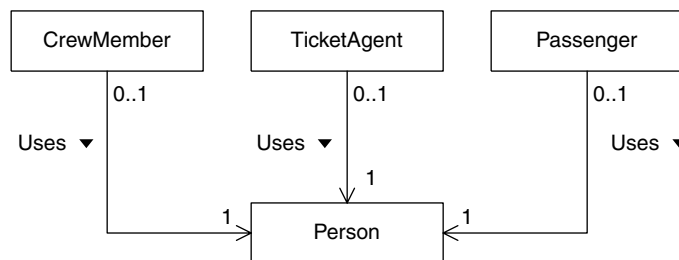 CrewMember
TicketAgent
Passenger
0..1
0..1
0..1
Uses
Uses
Uses
1
1
1
Person